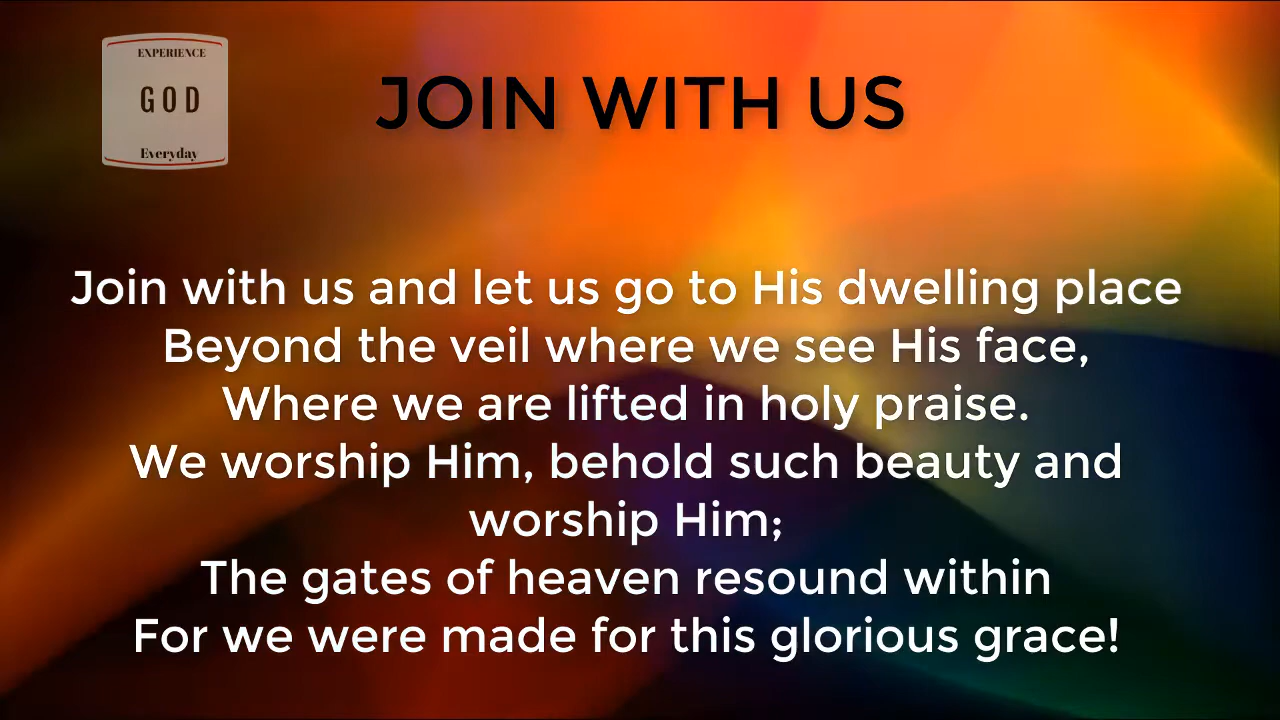 EXPERIENCE
GOD
Everyday
JOIN WITH US
Join with us and let us go to His dwelling place
Beyond the veil where we see His face,
Where we are lifted in holy praise.
We worship Him, behold such beauty and
worship Him;
The gates of heaven resound within
For we were made for this glorious grace!